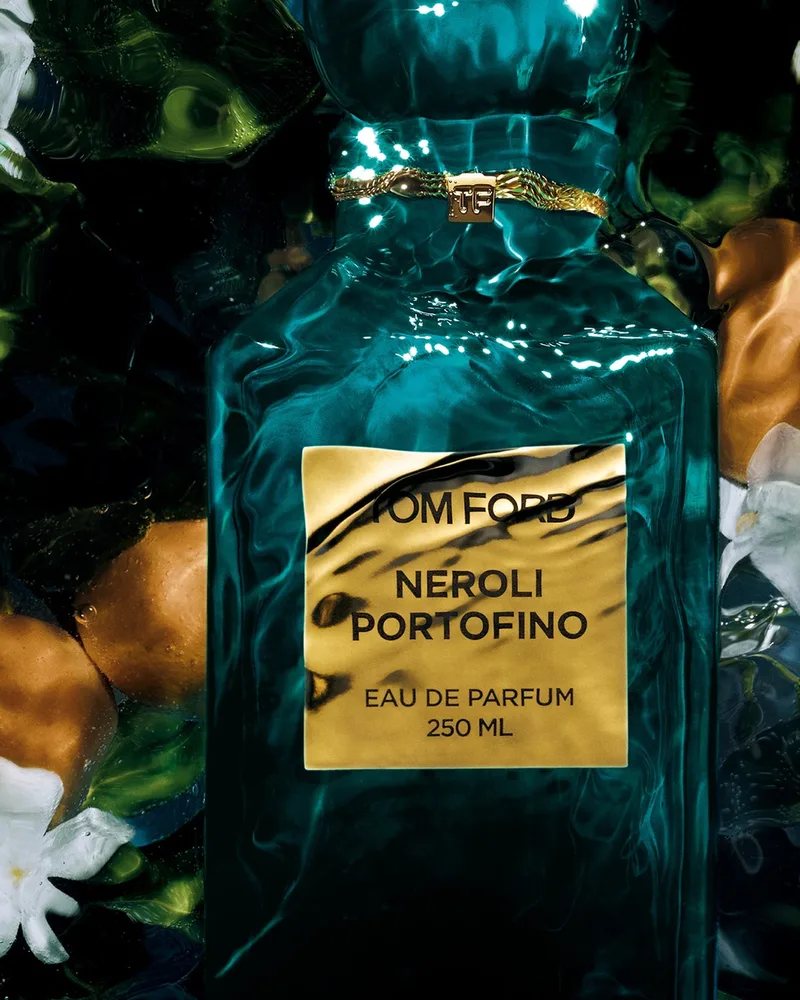 TF
TOM FORD
NEROLI
PORTOFINO
EAU DE PARFUM
250 ML